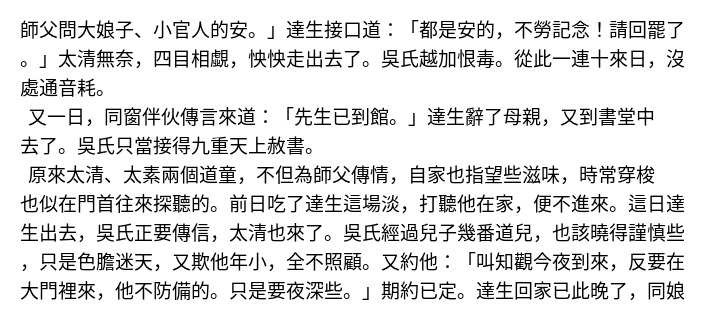 師父問大娘子、小官人的安。」達生接口道：「都是安的，不勞記念！請回罷了
。」太清無奈，四目相覷，怏怏走出去了。吳氏越加恨毒。從此一連十來日，沒
處通音耗。
又一日，同窗伴伙傳言來道：「先生已到館。」達生辭了母親，又到書堂中
去了。吳氏只當接得九重天上赦書。
原來太清、太素兩個道童，不但為師父傳情，自家也指望些滋味，時常穿梭
也似在門首往來探聽的。前日吃了達生這場淡，打聽他在家，便不進來。這日達
生出去，吳氏正要傳信，太清也來了。吳氏經過兒子幾番道兒，也該曉得謹慎些
，只是色膽迷天，又欺他年小，全不照顧。又約他：「叫知觀今夜到來，反要在
大門裡來，他不防備的。只是要夜深些。」期約已定。達生回家已此晚了，同娘